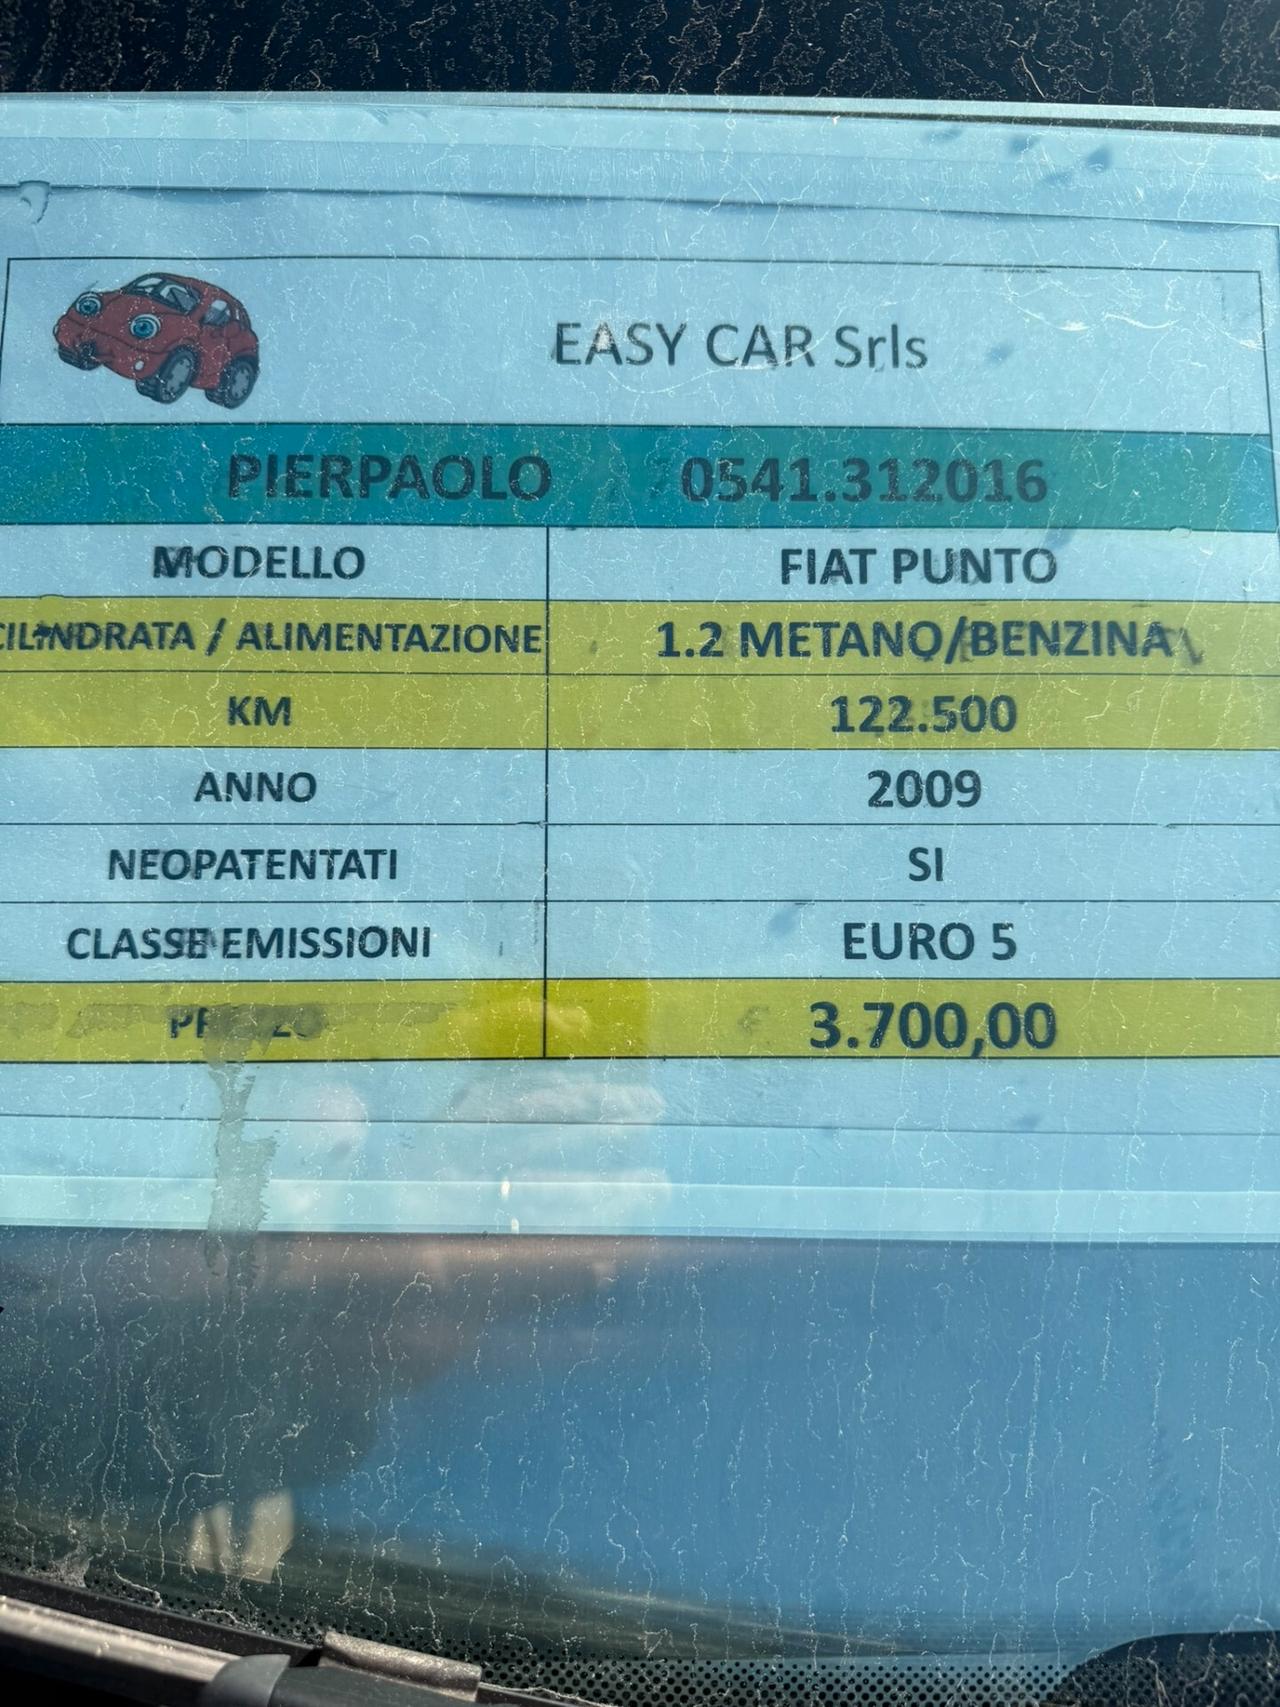 EASY CAR Srls
PIERPAOLO 0541.312016
MODELLO FIAT PUNTO
CILINDRATA / ALIMENTAZIONE 1.2 METANO/BENZINA
KM 122.500
ANNO 2009
NEOPATENTATI SI
CLASSE EMISSIONI EURO 5
PREZZO € 3.700,00